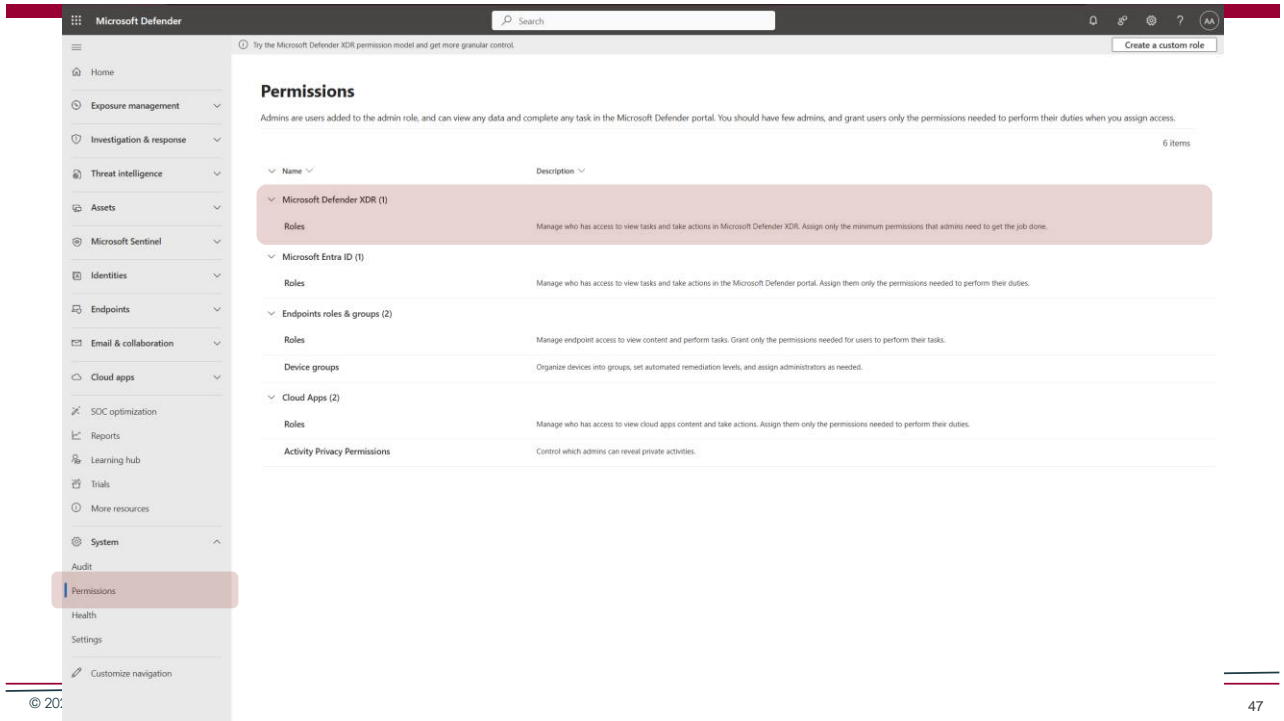 Microsoft Defender
Search
AA
Try the Microsoft Defender XDR permission model and get more granular control.
Create a custom role
Home
Exposure management
Investigation & response
Threat intelligence
Assets
Microsoft Sentinel
Identities
Endpoints
Email & collaboration
Cloud apps
SOC optimization
Reports
Learning hub
Trials
More resources
System
Audit
Permissions
Health
Settings
Customize navigation
Permissions
Admins are users added to the admin role, and can view any data and complete any task in the Microsoft Defender portal. You should have few admins, and grant users only the permissions needed to perform their duties when you assign access.
6 items
Name Description
Microsoft Defender XDR (1)
Roles Manage who has access to view tasks and take actions in Microsoft Defender XDR. Assign only the minimum permissions that admins need to get the job done.
Microsoft Entra ID (1)
Roles Manage who has access to view tasks and take actions in the Microsoft Defender portal. Assign them only the permissions needed to perform their duties.
Endpoints roles & groups (2)
Roles Manage endpoint access to view content and perform tasks. Grant only the permissions needed for users to perform their tasks.
Device groups Organize devices into groups, set automated remediation levels, and assign administrators as needed.
Cloud Apps (2)
Roles Manage who has access to view cloud apps content and take actions. Assign them only the permissions needed to perform their duties.
Activity Privacy Permissions Control which admins can reveal private activities.
© 20
47